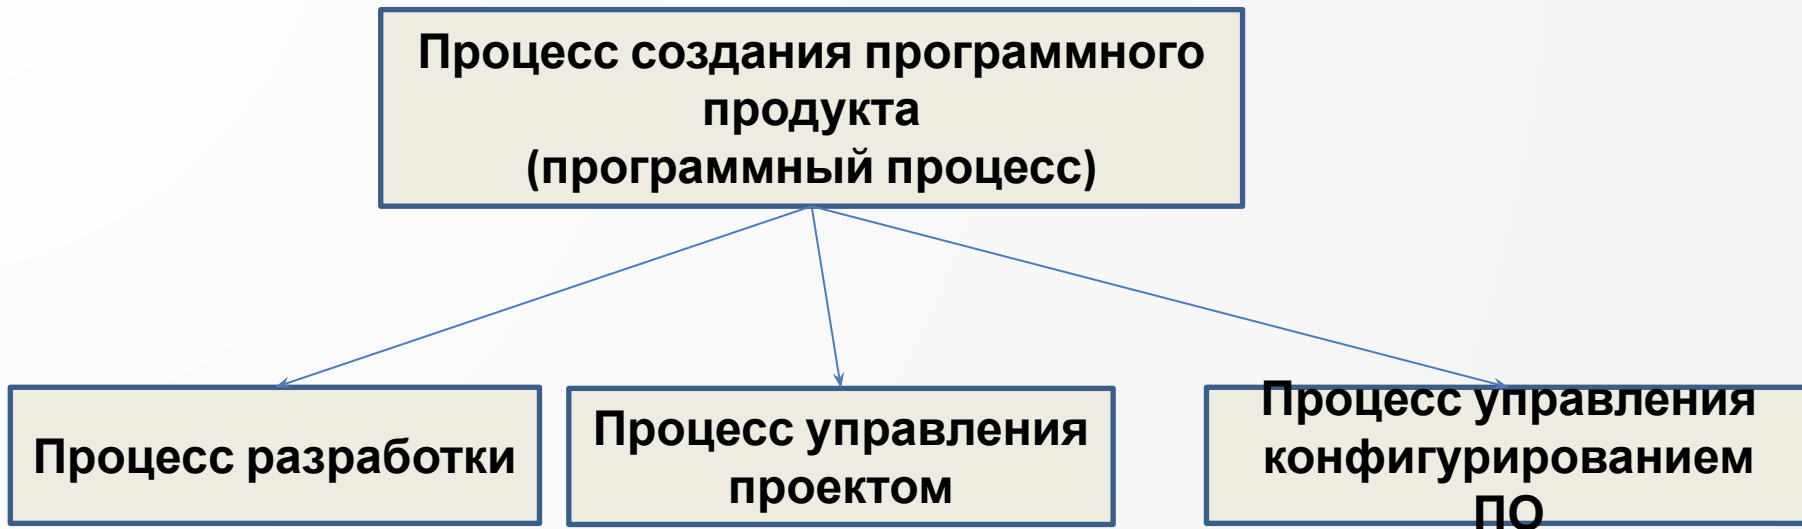 Процесс создания программного
продукта
(программный процесс)
Процесс разработки
Процесс управления
проектом
Процесс управления
конфигурированием
ПО